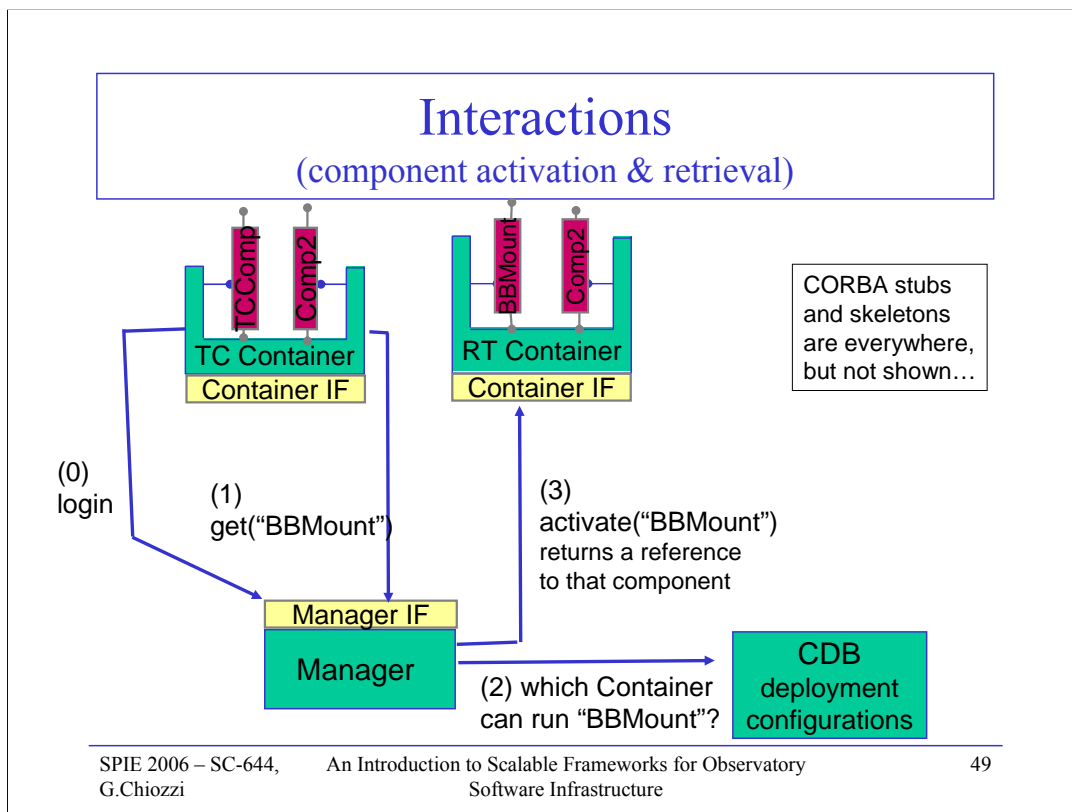 Interactions
(component activation & retrieval)
TCComp
Comp2
BBMount
Comp2
TC Container
Container IF
RT Container
Container IF
CORBA stubs
and skeletons
are everywhere,
but not shown…
(0)
login
(1)
get(“BBMount”)
(3)
activate(“BBMount”)
returns a reference
to that component
Manager IF
Manager
(2) which Container
can run “BBMount”?
CDB
deployment
configurations
SPIE 2006 – SC-644,
G.Chiozzi
An Introduction to Scalable Frameworks for Observatory
Software Infrastructure
49